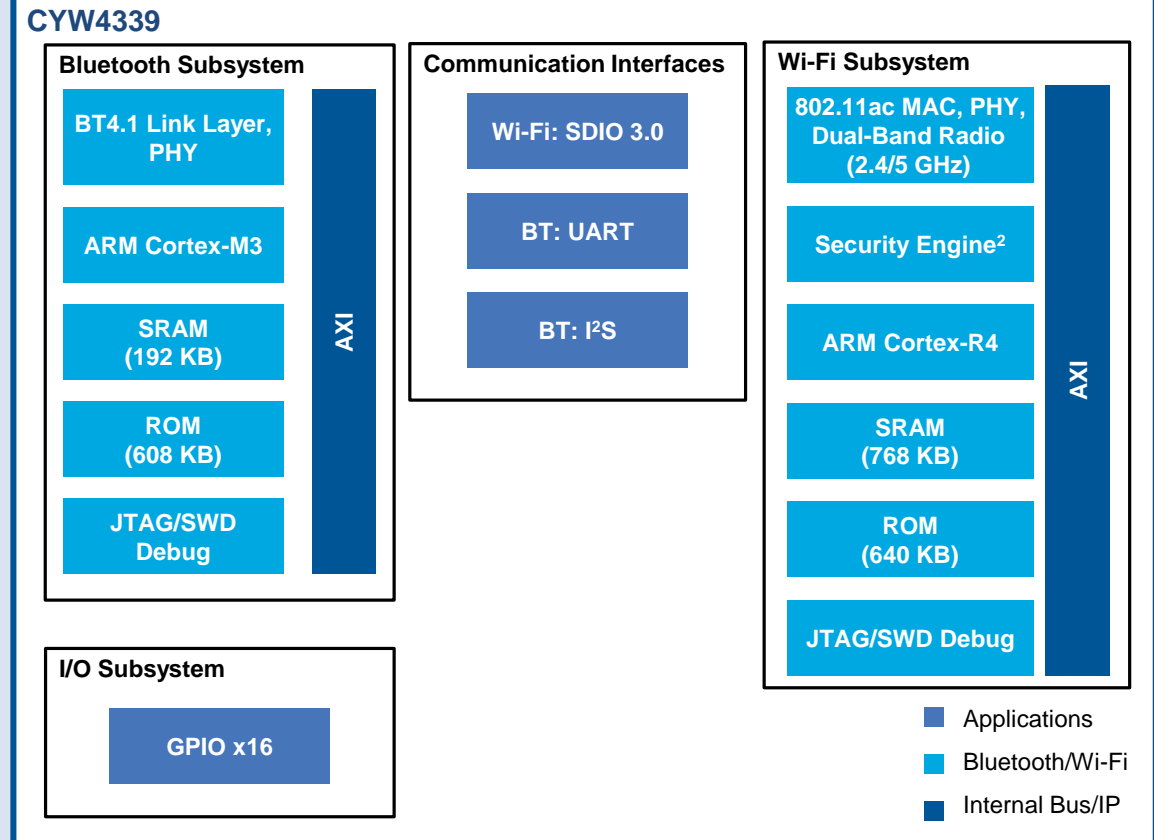 CYW4339
Bluetooth Subsystem
BT4.1 Link Layer,
PHY
ARM Cortex-M3
SRAM
(192 KB)
ROM
(608 KB)
JTAG/SWD
Debug
AXI
Communication Interfaces
Wi-Fi: SDIO 3.0
BT: UART
BT: I²S
Wi-Fi Subsystem
802.11ac MAC, PHY,
Dual-Band Radio
(2.4/5 GHz)
Security Engine²
ARM Cortex-R4
SRAM
(768 KB)
ROM
(640 KB)
JTAG/SWD Debug
AXI
I/O Subsystem
GPIO x16
Applications
Bluetooth/Wi-Fi
Internal Bus/IP